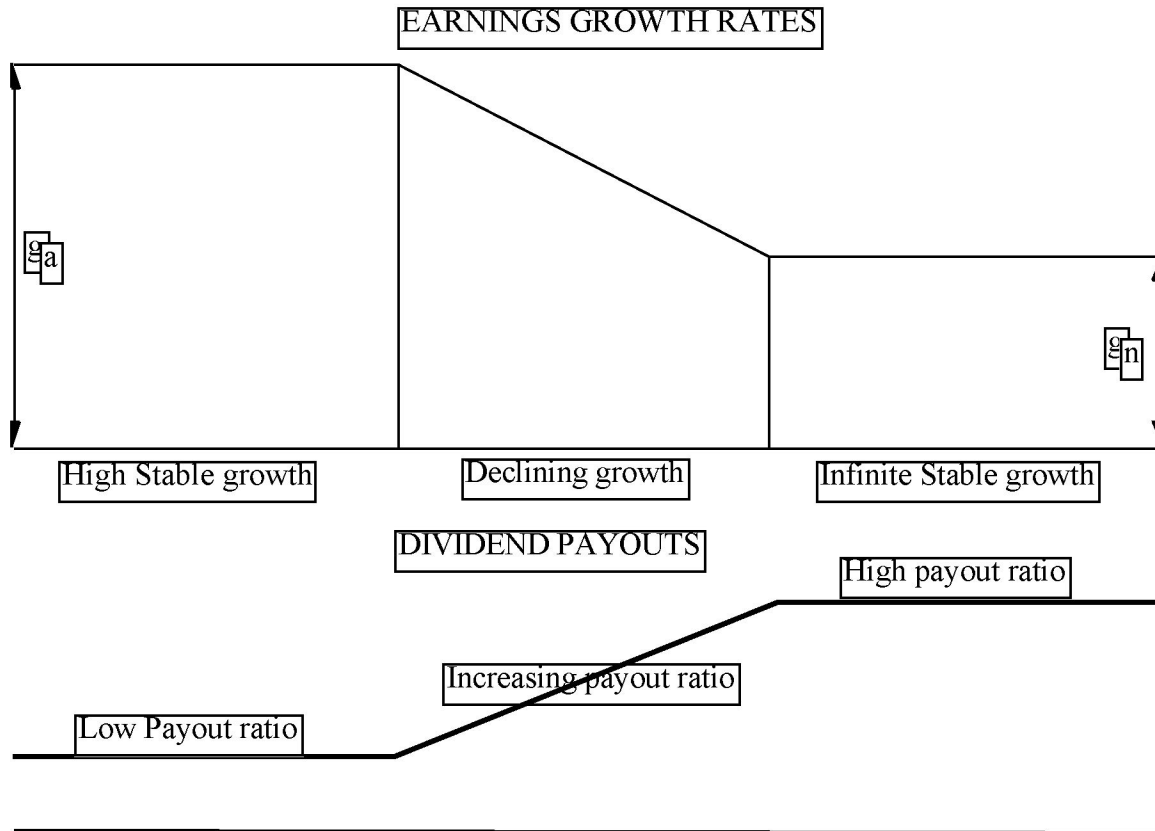 EARNINGS GROWTH RATES
ga
gn
High Stable growth
Declining growth
Infinite Stable growth
DIVIDEND PAYOUTS
High payout ratio
Increasing payout ratio
Low Payout ratio